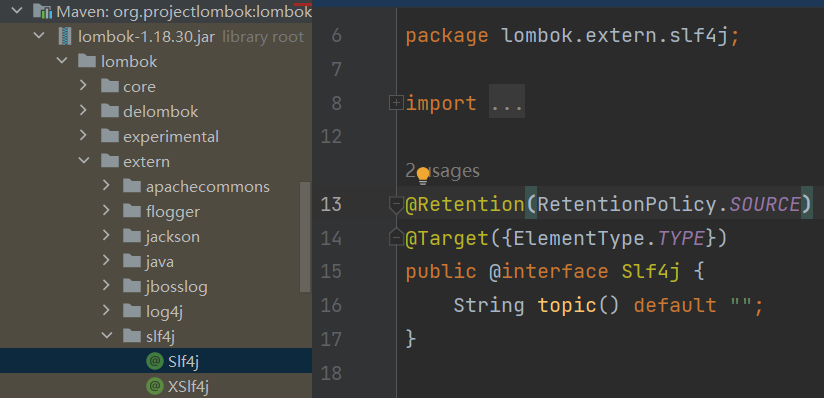 Maven: org.projectlombok:lombok
lombok-1.18.30.jar library root
lombok
core
delombok
experimental
extern
apachecommons
flogger
jackson
java
jbosslog
log4j
slf4j
Slf4j
XSlf4j
6 package lombok.extern.slf4j;
7
8 import ...
12
2 usages
13 @Retention(RetentionPolicy.SOURCE)
14 @Target({ElementType.TYPE})
15 public @interface Slf4j {
16 String topic() default "";
17 }
18